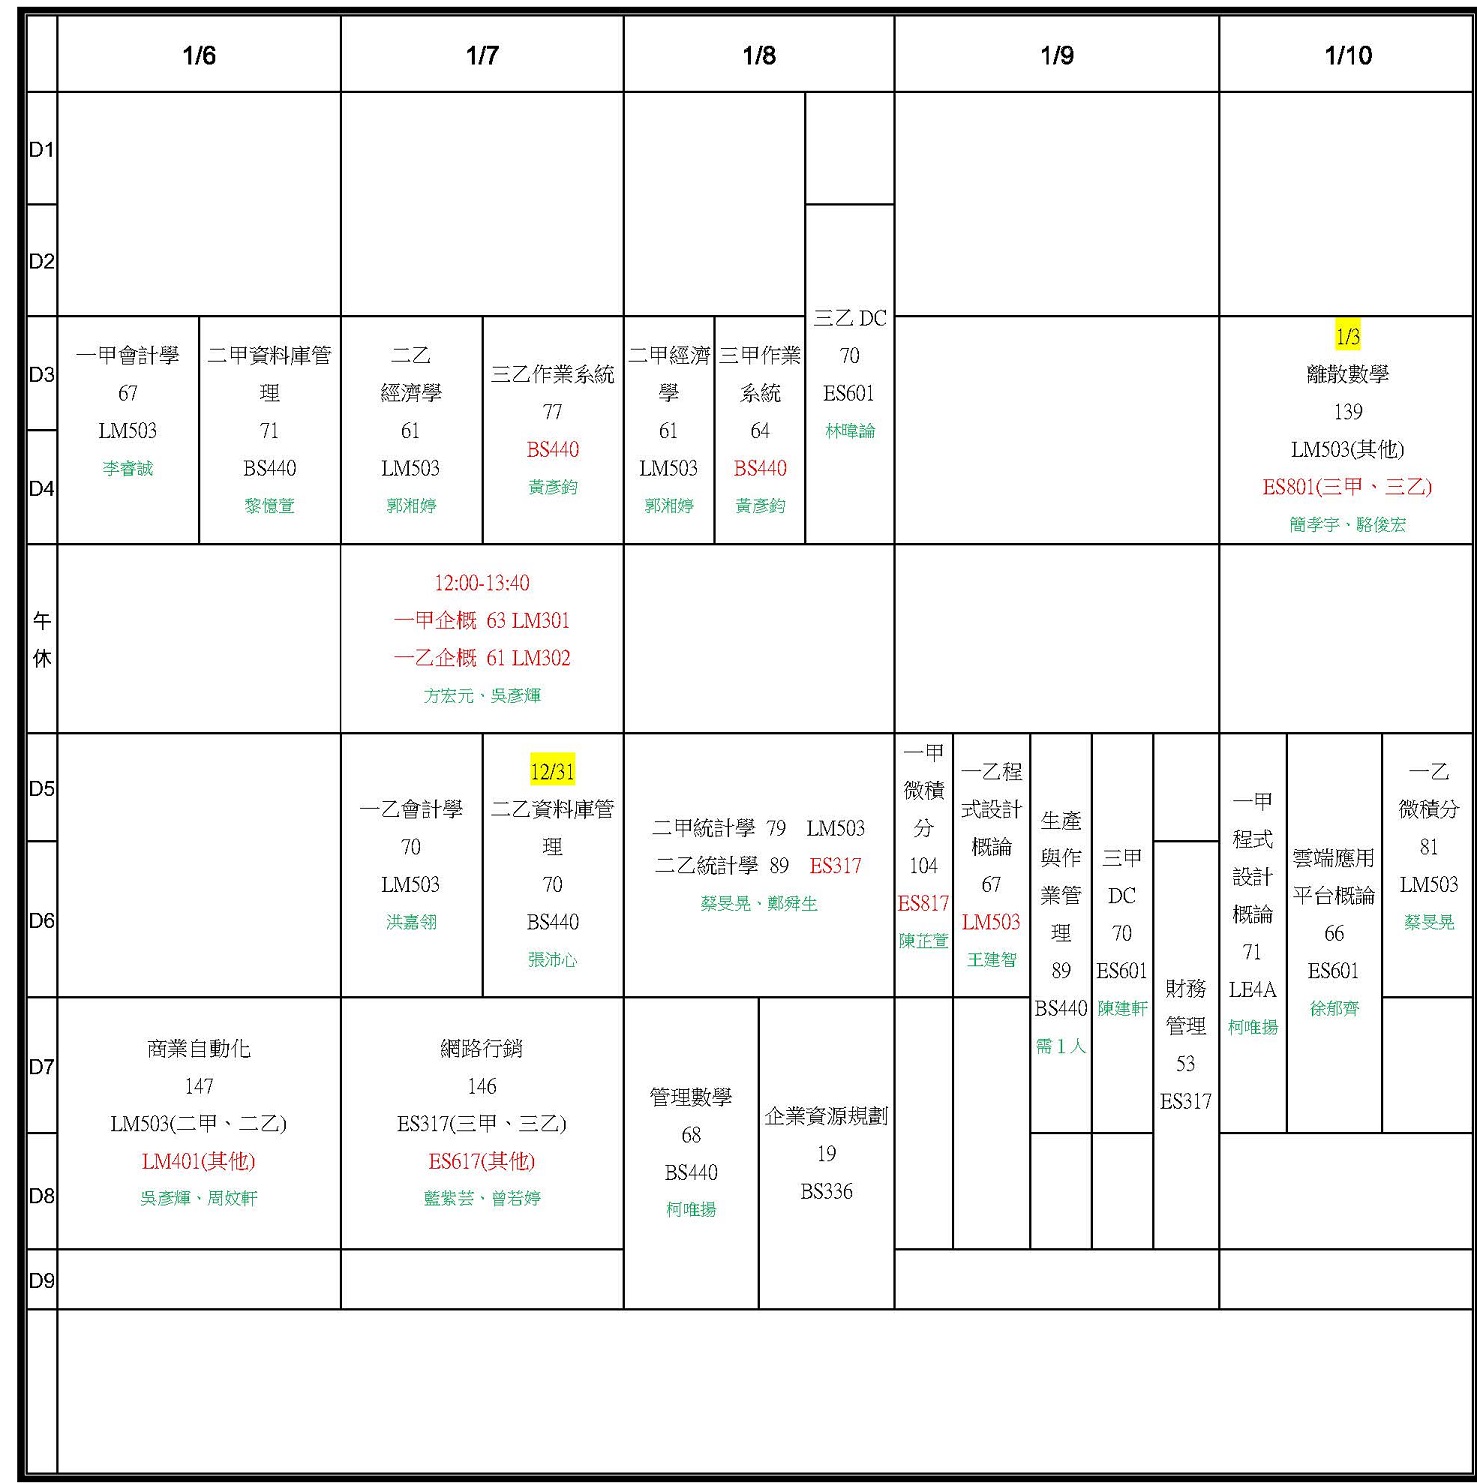 1/6
1/7
1/8
1/9
1/10
D1
D2
D3
D4
一甲會計學
67
LM503
李睿誠
二甲資料庫管
理
71
BS440
黎憶萱
二乙
經濟學
61
LM503
郭湘婷
三乙作業系統
77
BS440
黃彥鈞
二甲經濟
學
61
LM503
郭湘婷
三甲作業
系統
64
BS440
黃彥鈞
三乙 DC
70
ES601
林暐論
1/3
離散數學
139
LM503(其他)
ES801(三甲、三乙)
簡孝宇、駱俊宏
午
休
12:00-13:40
一甲企概 63 LM301
一乙企概 61 LM302
方宏元、吳彥輝
D5
D6
一乙會計學
70
LM503
洪嘉翎
12/31
二乙資料庫管
理
70
BS440
張沛心
二甲統計學 79 LM503
二乙統計學 89 ES317
蔡旻晃、鄭舜生
一甲
微積
分
104
ES817
陳芷萱
一乙程
式設計
概論
67
LM503
王建智
生產
與作
業管
理
89
BS440
需 1 人
三甲
DC
70
ES601
陳建軒
財務
管理
53
ES317
一甲
程式
設計
概論
71
LE4A
柯唯揚
雲端應用
平台概論
66
ES601
徐郁齊
一乙
微積分
81
LM503
蔡旻晃
D7
D8
D9
商業自動化
147
LM503(二甲、二乙)
LM401(其他)
吳彥輝、周妏軒
網路行銷
146
ES317(三甲、三乙)
ES617(其他)
藍紫芸、曾若婷
管理數學
68
BS440
柯唯揚
企業資源規劃
19
BS336